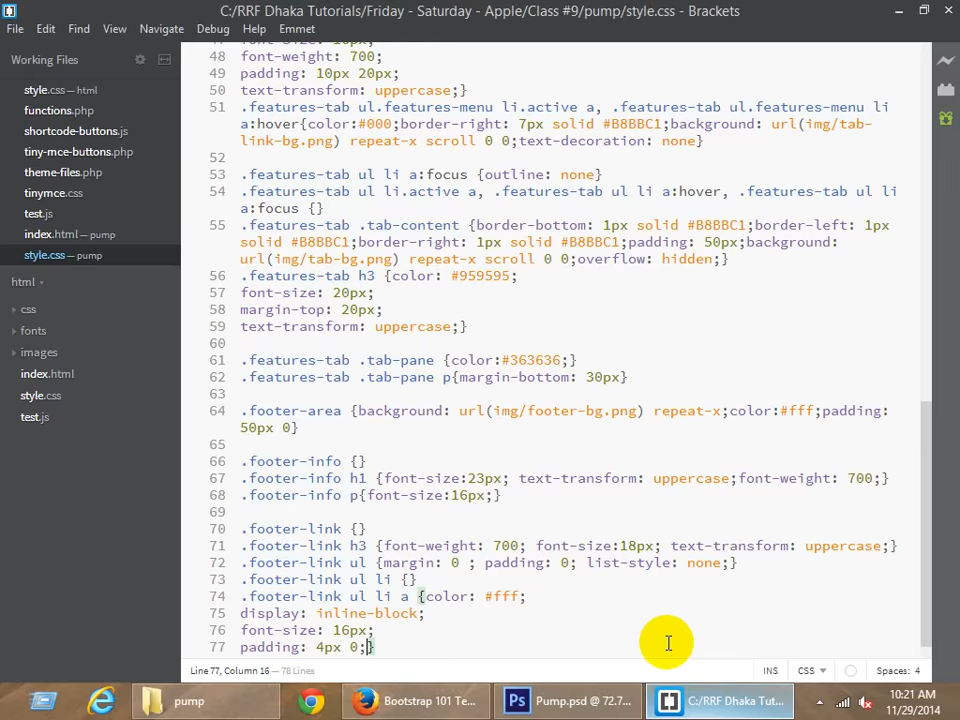 C:/RRF Dhaka Tutorials/Friday - Saturday - Apple/Class #9/pump/style.css - Brackets
File Edit Find View Navigate Debug Help Emmet
Working Files
style.css — html
functions.php
shortcode-buttons.js
tiny-mce-buttons.php
theme-files.php
tinymce.css
test.js
index.html — pump
style.css — pump
html
css
fonts
images
index.html
style.css
test.js
48 font-weight: 700;
49 padding: 10px 20px;
50 text-transform: uppercase;}
51 .features-tab ul.features-menu li.active a, .features-tab ul.features-menu li
a:hover{color:#000;border-right: 7px solid #B8BBC1;background: url(img/tab-
link-bg.png) repeat-x scroll 0 0;text-decoration: none}
52
53 .features-tab ul li a:focus {outline: none}
54 .features-tab ul li.active a, .features-tab ul li a:hover, .features-tab ul li
a:focus {}
55 .features-tab .tab-content {border-bottom: 1px solid #B8BBC1;border-left: 1px
solid #B8BBC1;border-right: 1px solid #B8BBC1;padding: 50px;background:
url(img/tab-bg.png) repeat-x scroll 0 0;overflow: hidden;}
56 .features-tab h3 {color: #959595;
57 font-size: 20px;
58 margin-top: 20px;
59 text-transform: uppercase;}
60
61 .features-tab .tab-pane {color:#363636;}
62 .features-tab .tab-pane p{margin-bottom: 30px}
63
64 .footer-area {background: url(img/footer-bg.png) repeat-x;color:#fff;padding:
50px 0}
65
66 .footer-info {}
67 .footer-info h1 {font-size:23px; text-transform: uppercase;font-weight: 700;}
68 .footer-info p{font-size:16px;}
69
70 .footer-link {}
71 .footer-link h3 {font-weight: 700; font-size:18px; text-transform: uppercase;}
72 .footer-link ul {margin: 0 ; padding: 0; list-style: none;}
73 .footer-link ul li {}
74 .footer-link ul li a {color: #fff;
75 display: inline-block;
76 font-size: 16px;
77 padding: 4px 0;}
Line 77, Column 16 — 78 Lines
INS CSS Spaces: 4
pump
Bootstrap 101 Te...
Ps Pump.psd @ 72.7...
C:/RRF Dhaka Tut...
10:21 AM
11/29/2014